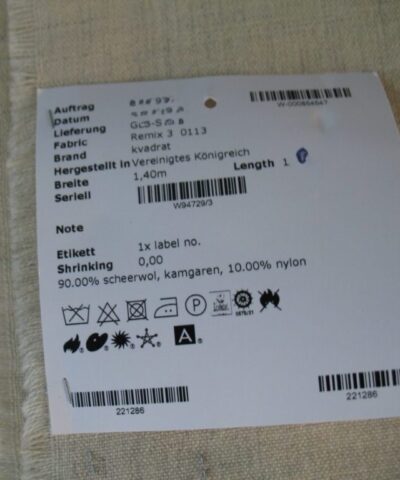 W-000854547
Auftrag
Datum
Lieferung
Fabric Remix 3 0113
Brand kvadrat
Hergestellt in Vereinigtes Königreich
Breite 1,40m Length 1
Seriell
W94729/3
Note
Etikett 1x label no.
Shrinking 0,00
90.00% scheerwol, kamgaren, 10.00% nylon
P
A
221286
221286